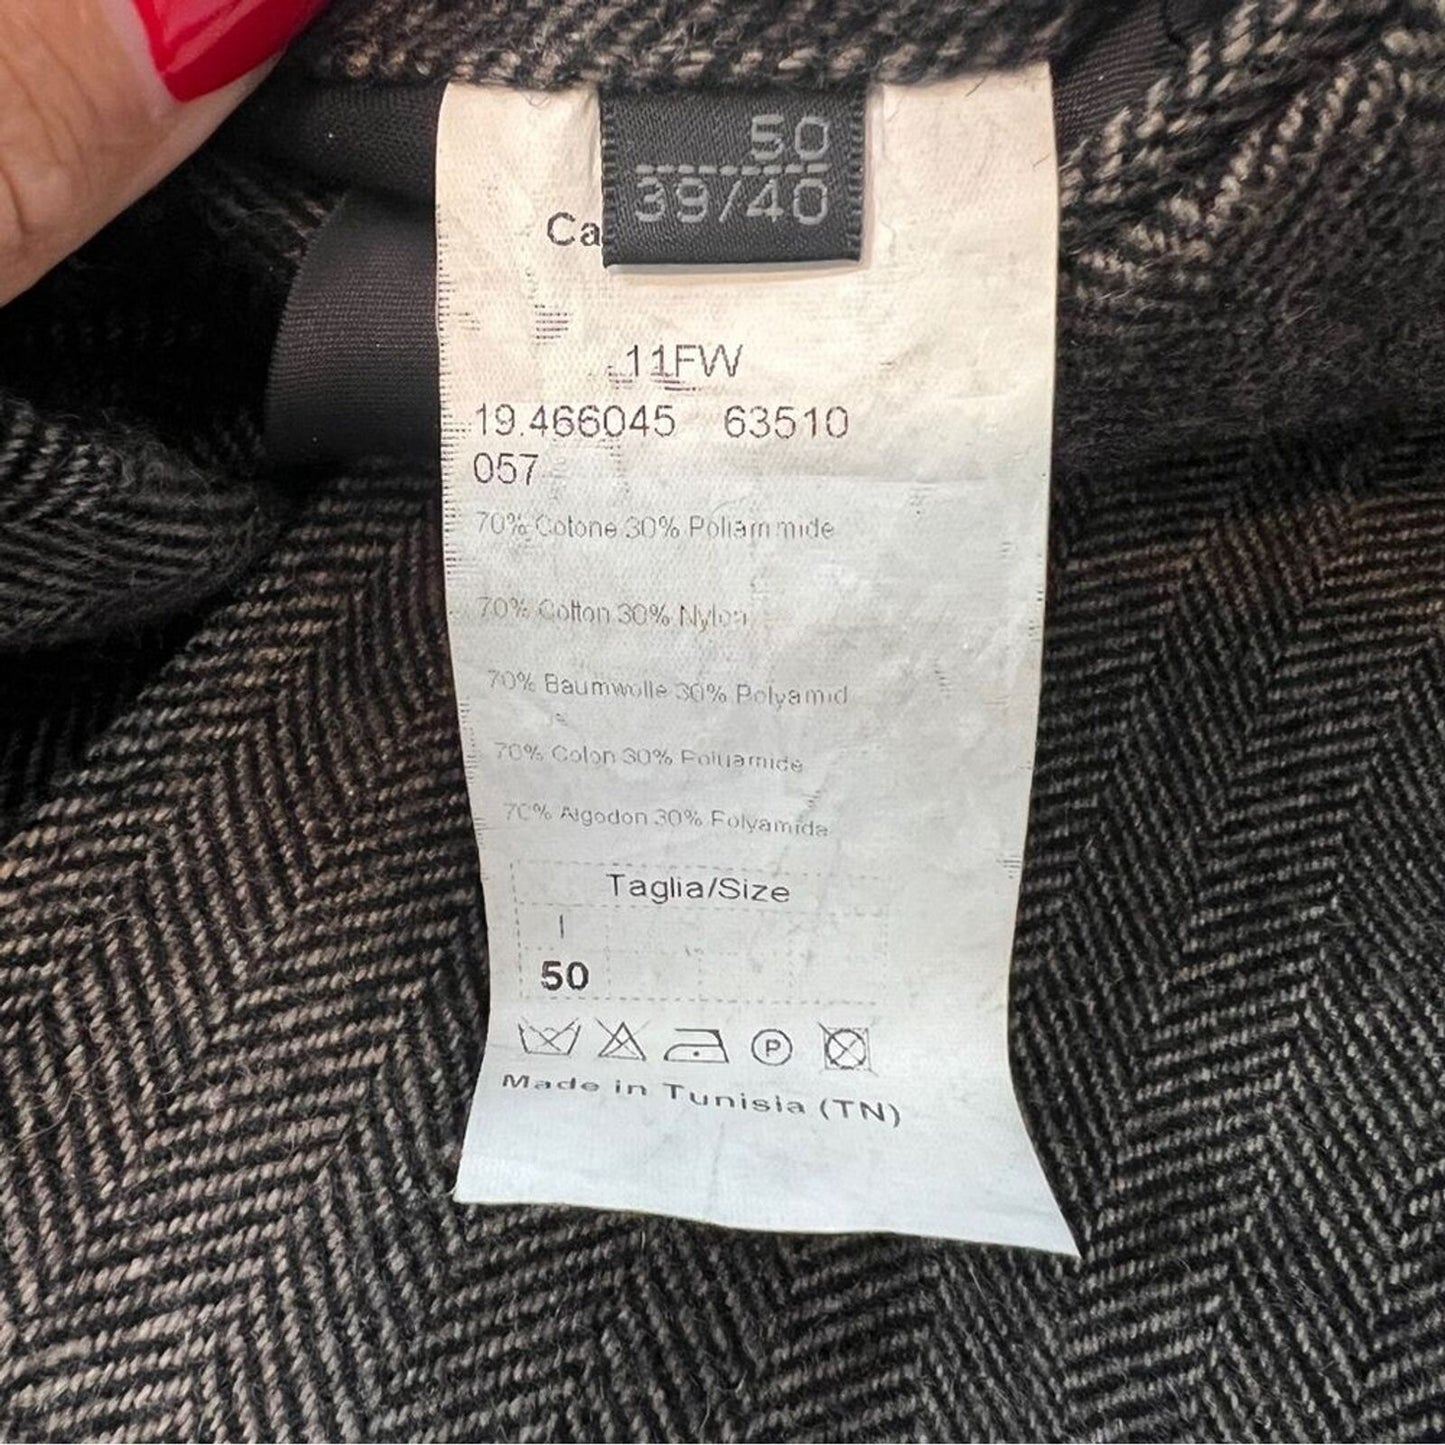 50
39/40
Ca
11FW
19.466045 63510
057
70% Cotone 30% Poliammide
70% Cotton 30% Nylon
70% Baumwolle 30% Polyamid
70% Coton 30% Polyamide
70% Algodon 30% Polyamida
Taglia/Size
I
50
P
Made in Tunisia (TN)